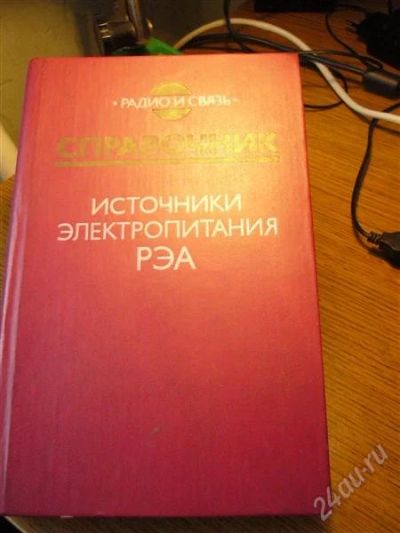 • РАДИО И СВЯЗЬ •
СПРАВОЧНИК
ИСТОЧНИКИ
ЭЛЕКТРОПИТАНИЯ
РЭА
24au.ru